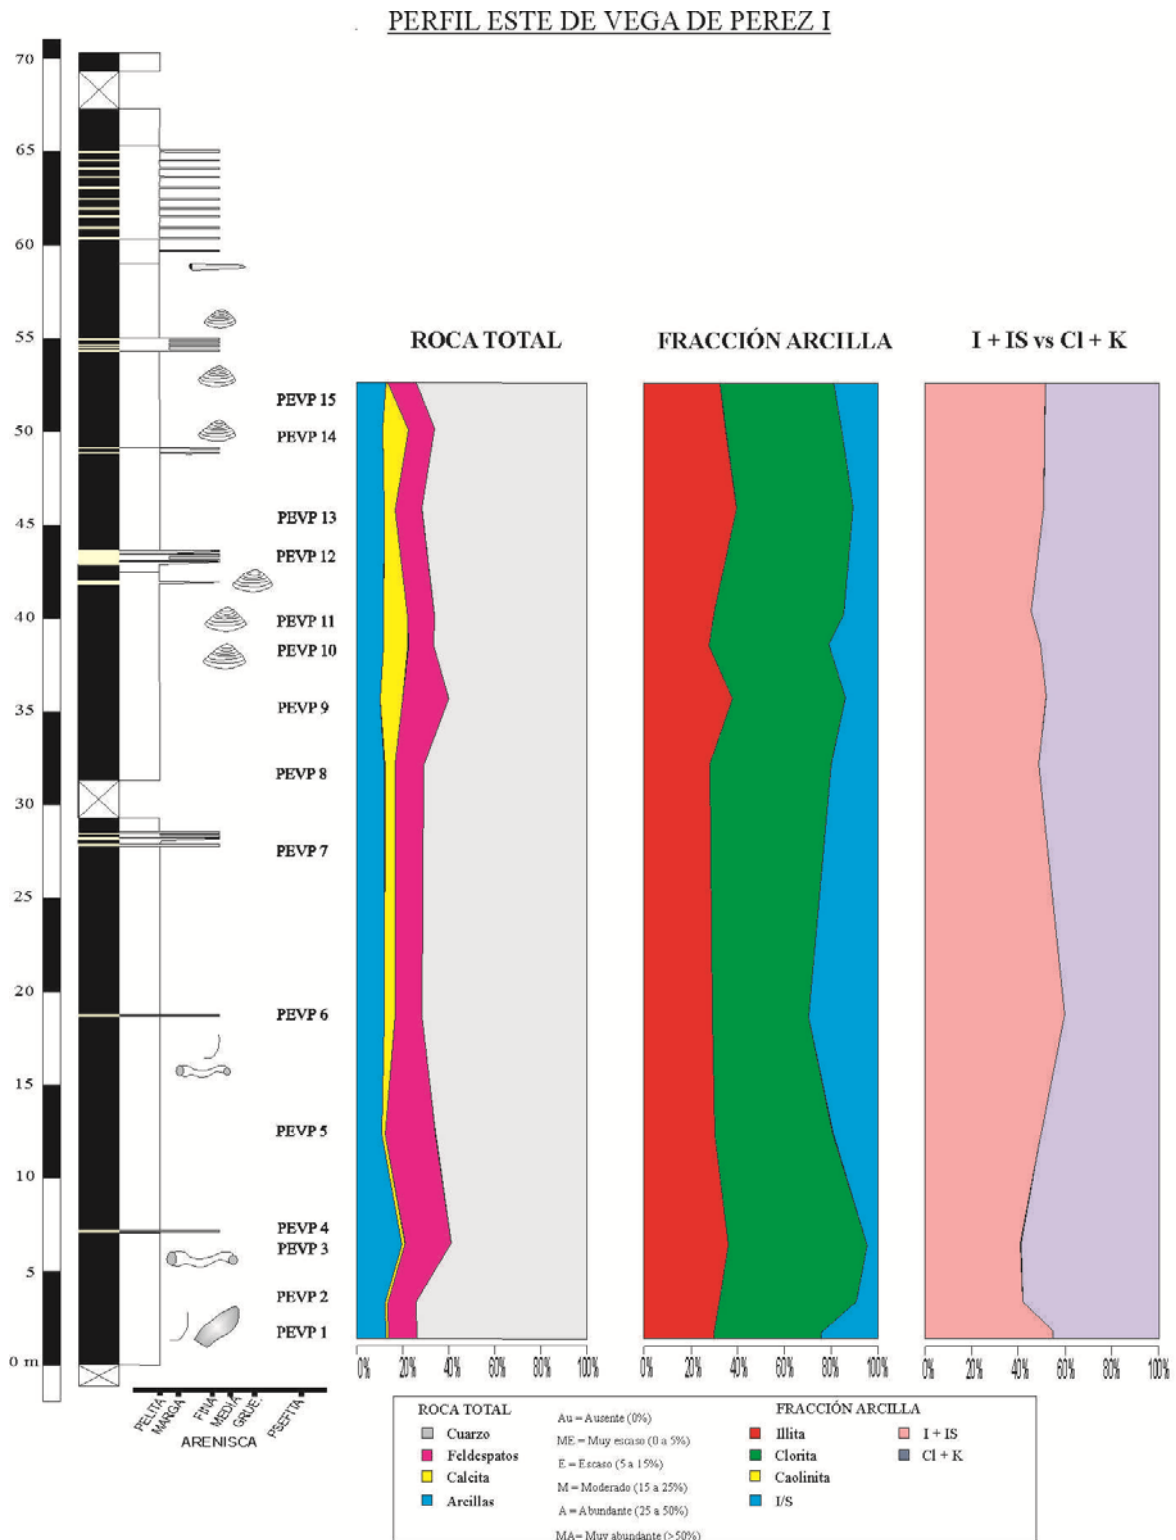 PERFIL ESTE DE VEGA DE PEREZ I
70
65
60
55
50
45
40
35
30
25
20
15
10
5
0 m
ROCA TOTAL
FRACCIÓN ARCILLA
I + IS vs Cl + K
PEVP 15
PEVP 14
PEVP 13
PEVP 12
PEVP 11
PEVP 10
PEVP 9
PEVP 8
PEVP 7
PEVP 6
PEVP 5
PEVP 4
PEVP 3
PEVP 2
PEVP 1
0% 20% 40% 60% 80% 100%
0% 20% 40% 60% 80% 100%
0% 20% 40% 60% 80% 100%
PELITA
MARGA
FINA
MEDIA
GRUE.
PSEFITA
ARENISCA
ROCA TOTAL
Cuarzo
Feldespatos
Calcita
Arcillas
Au = Ausente (0%)
ME = Muy escaso (0 a 5%)
E = Escaso (5 a 15%)
M = Moderado (15 a 25%)
A = Abundante (25 a 50%)
MA= Muy abundante (>50%)
FRACCIÓN ARCILLA
Illita
Clorita
Caolinita
I/S
I + IS
Cl + K